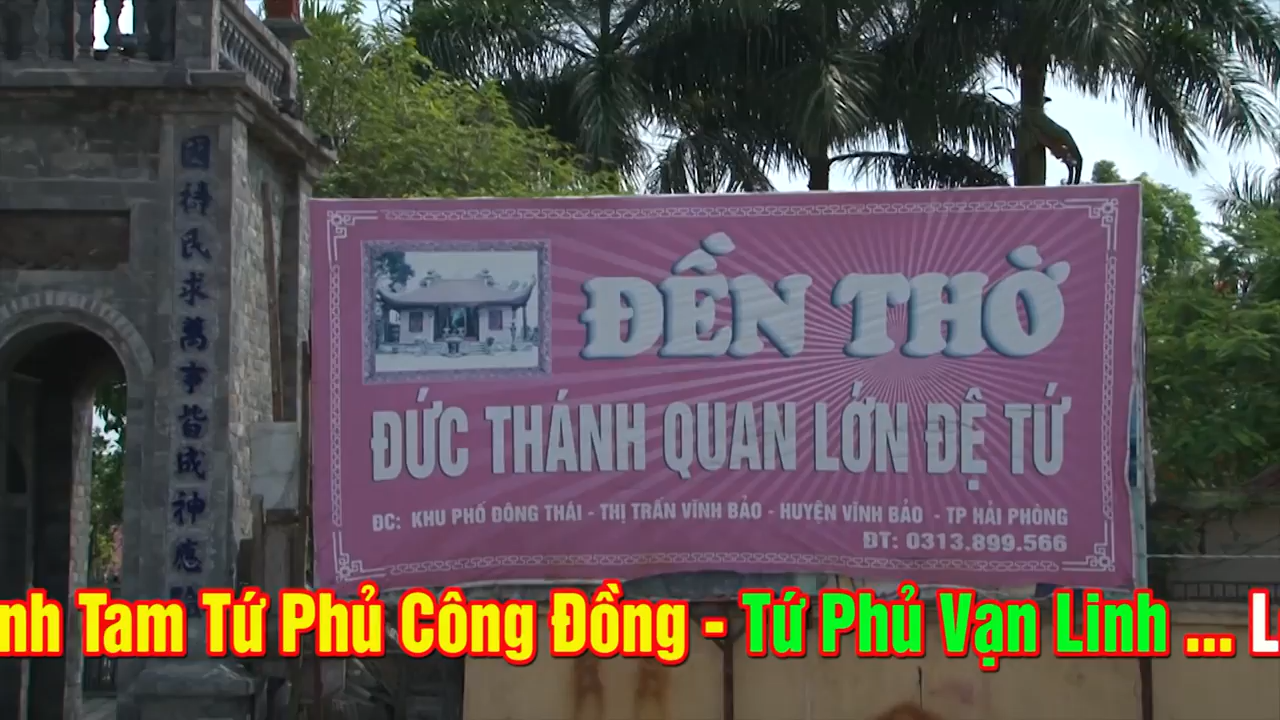 國禱民求萬事皆成神應
ĐỀN THỜ
ĐỨC THÁNH QUAN LỚN ĐỆ TỨ
ĐC: KHU PHỐ ĐÔNG THÁI - THỊ TRẤN VĨNH BẢO - HUYỆN VĨNH BẢO - TP HẢI PHÒNG
ĐT: 0313.899.566
nh Tam Tứ Phủ Công Đồng - Tứ Phủ Vạn Linh ... L